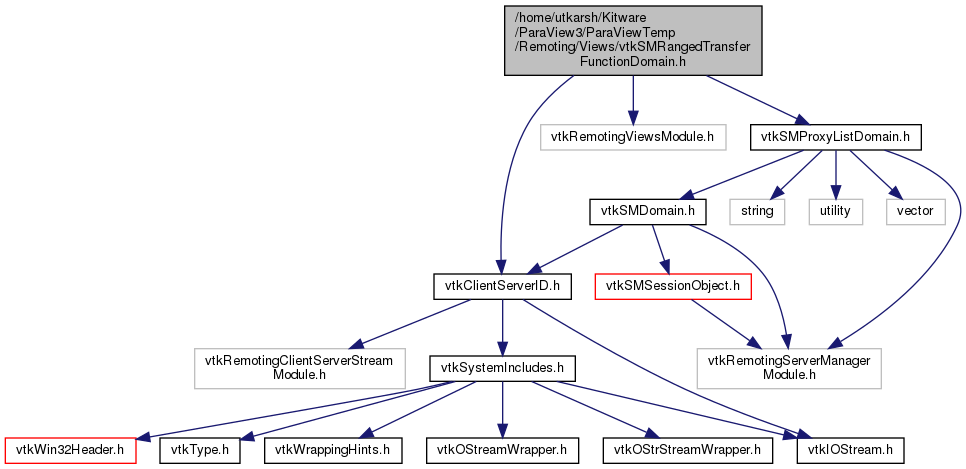 /home/utkarsh/Kitware
/ParaView3/ParaViewTemp
/Remoting/Views/vtkSMRangedTransfer
FunctionDomain.h
vtkRemotingViewsModule.h
vtkSMProxyListDomain.h
vtkSMDomain.h
string
utility
vector
vtkClientServerID.h
vtkSMSessionObject.h
vtkRemotingClientServerStream
Module.h
vtkSystemIncludes.h
vtkRemotingServerManager
Module.h
vtkWin32Header.h
vtkType.h
vtkWrappingHints.h
vtkOStreamWrapper.h
vtkOStrStreamWrapper.h
vtkIOStream.h